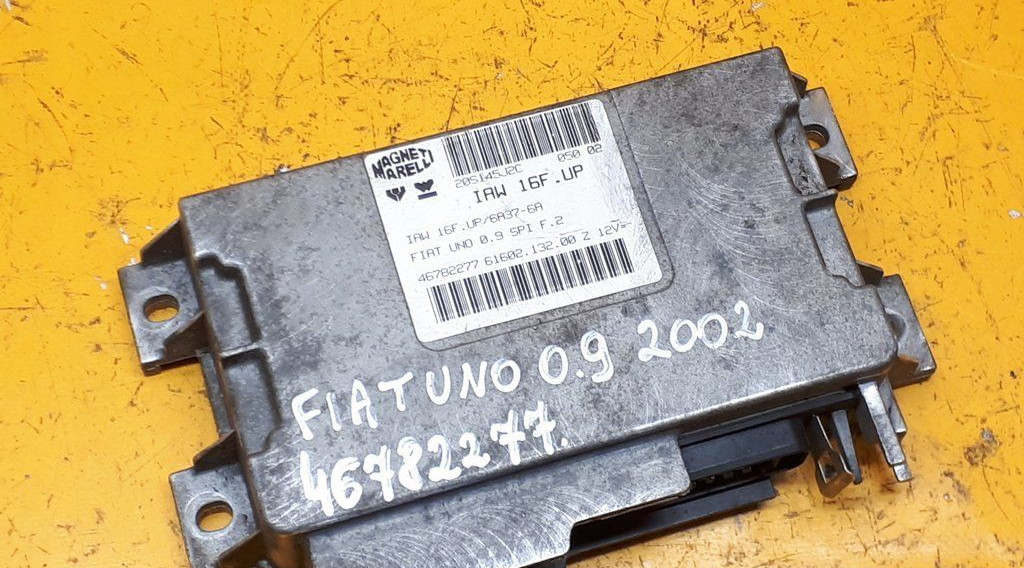 MAGNETI
MARELLI
20S145J2C 050 02
IAW 16F.UP
IAW 16F.UP/6A37-6A
FIAT UNO 0.9 SPI F.2
46782277 61602.132.00 Z 12V=
FIAT UNO 0.9 2002
46782277.